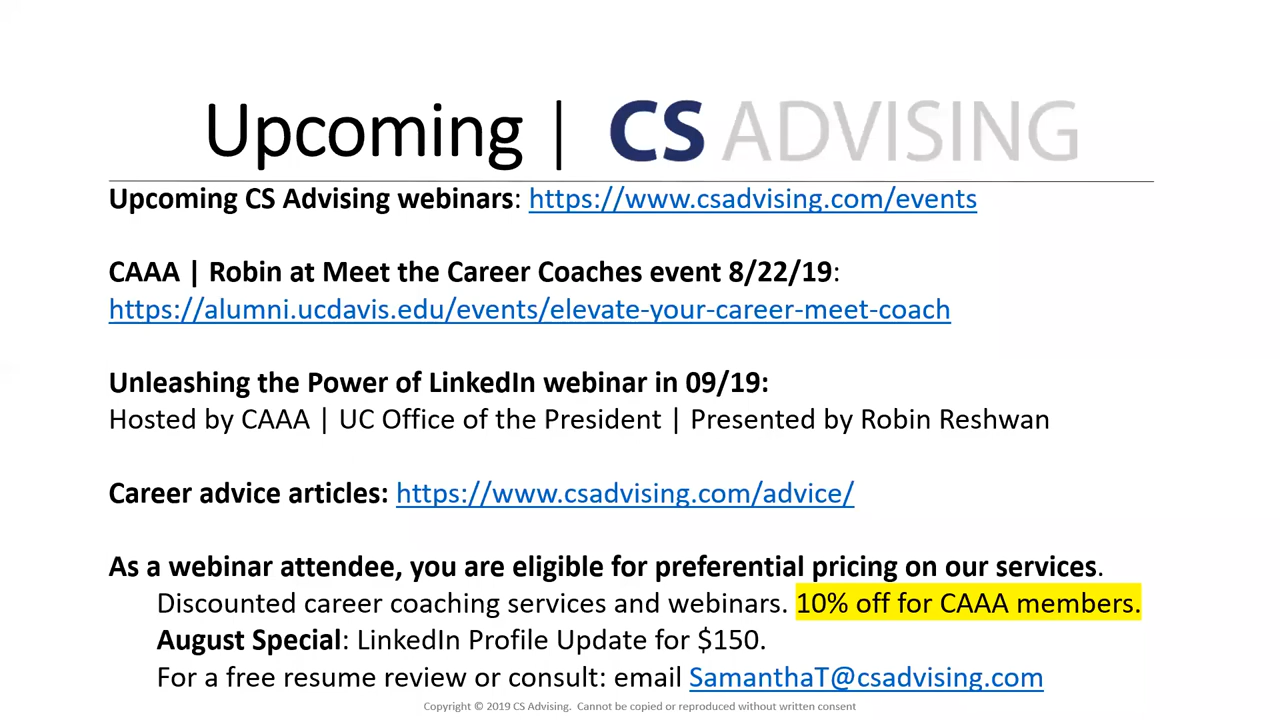 Upcoming | CS ADVISING
Upcoming CS Advising webinars: https://www.csadvising.com/events
CAAA | Robin at Meet the Career Coaches event 8/22/19:
https://alumni.ucdavis.edu/events/elevate-your-career-meet-coach
Unleashing the Power of LinkedIn webinar in 09/19:
Hosted by CAAA | UC Office of the President | Presented by Robin Reshwan
Career advice articles: https://www.csadvising.com/advice/
As a webinar attendee, you are eligible for preferential pricing on our services.
Discounted career coaching services and webinars. 10% off for CAAA members.
August Special: LinkedIn Profile Update for $150.
For a free resume review or consult: email SamanthaT@csadvising.com
Copyright © 2019 CS Advising. Cannot be copied or reproduced without written consent